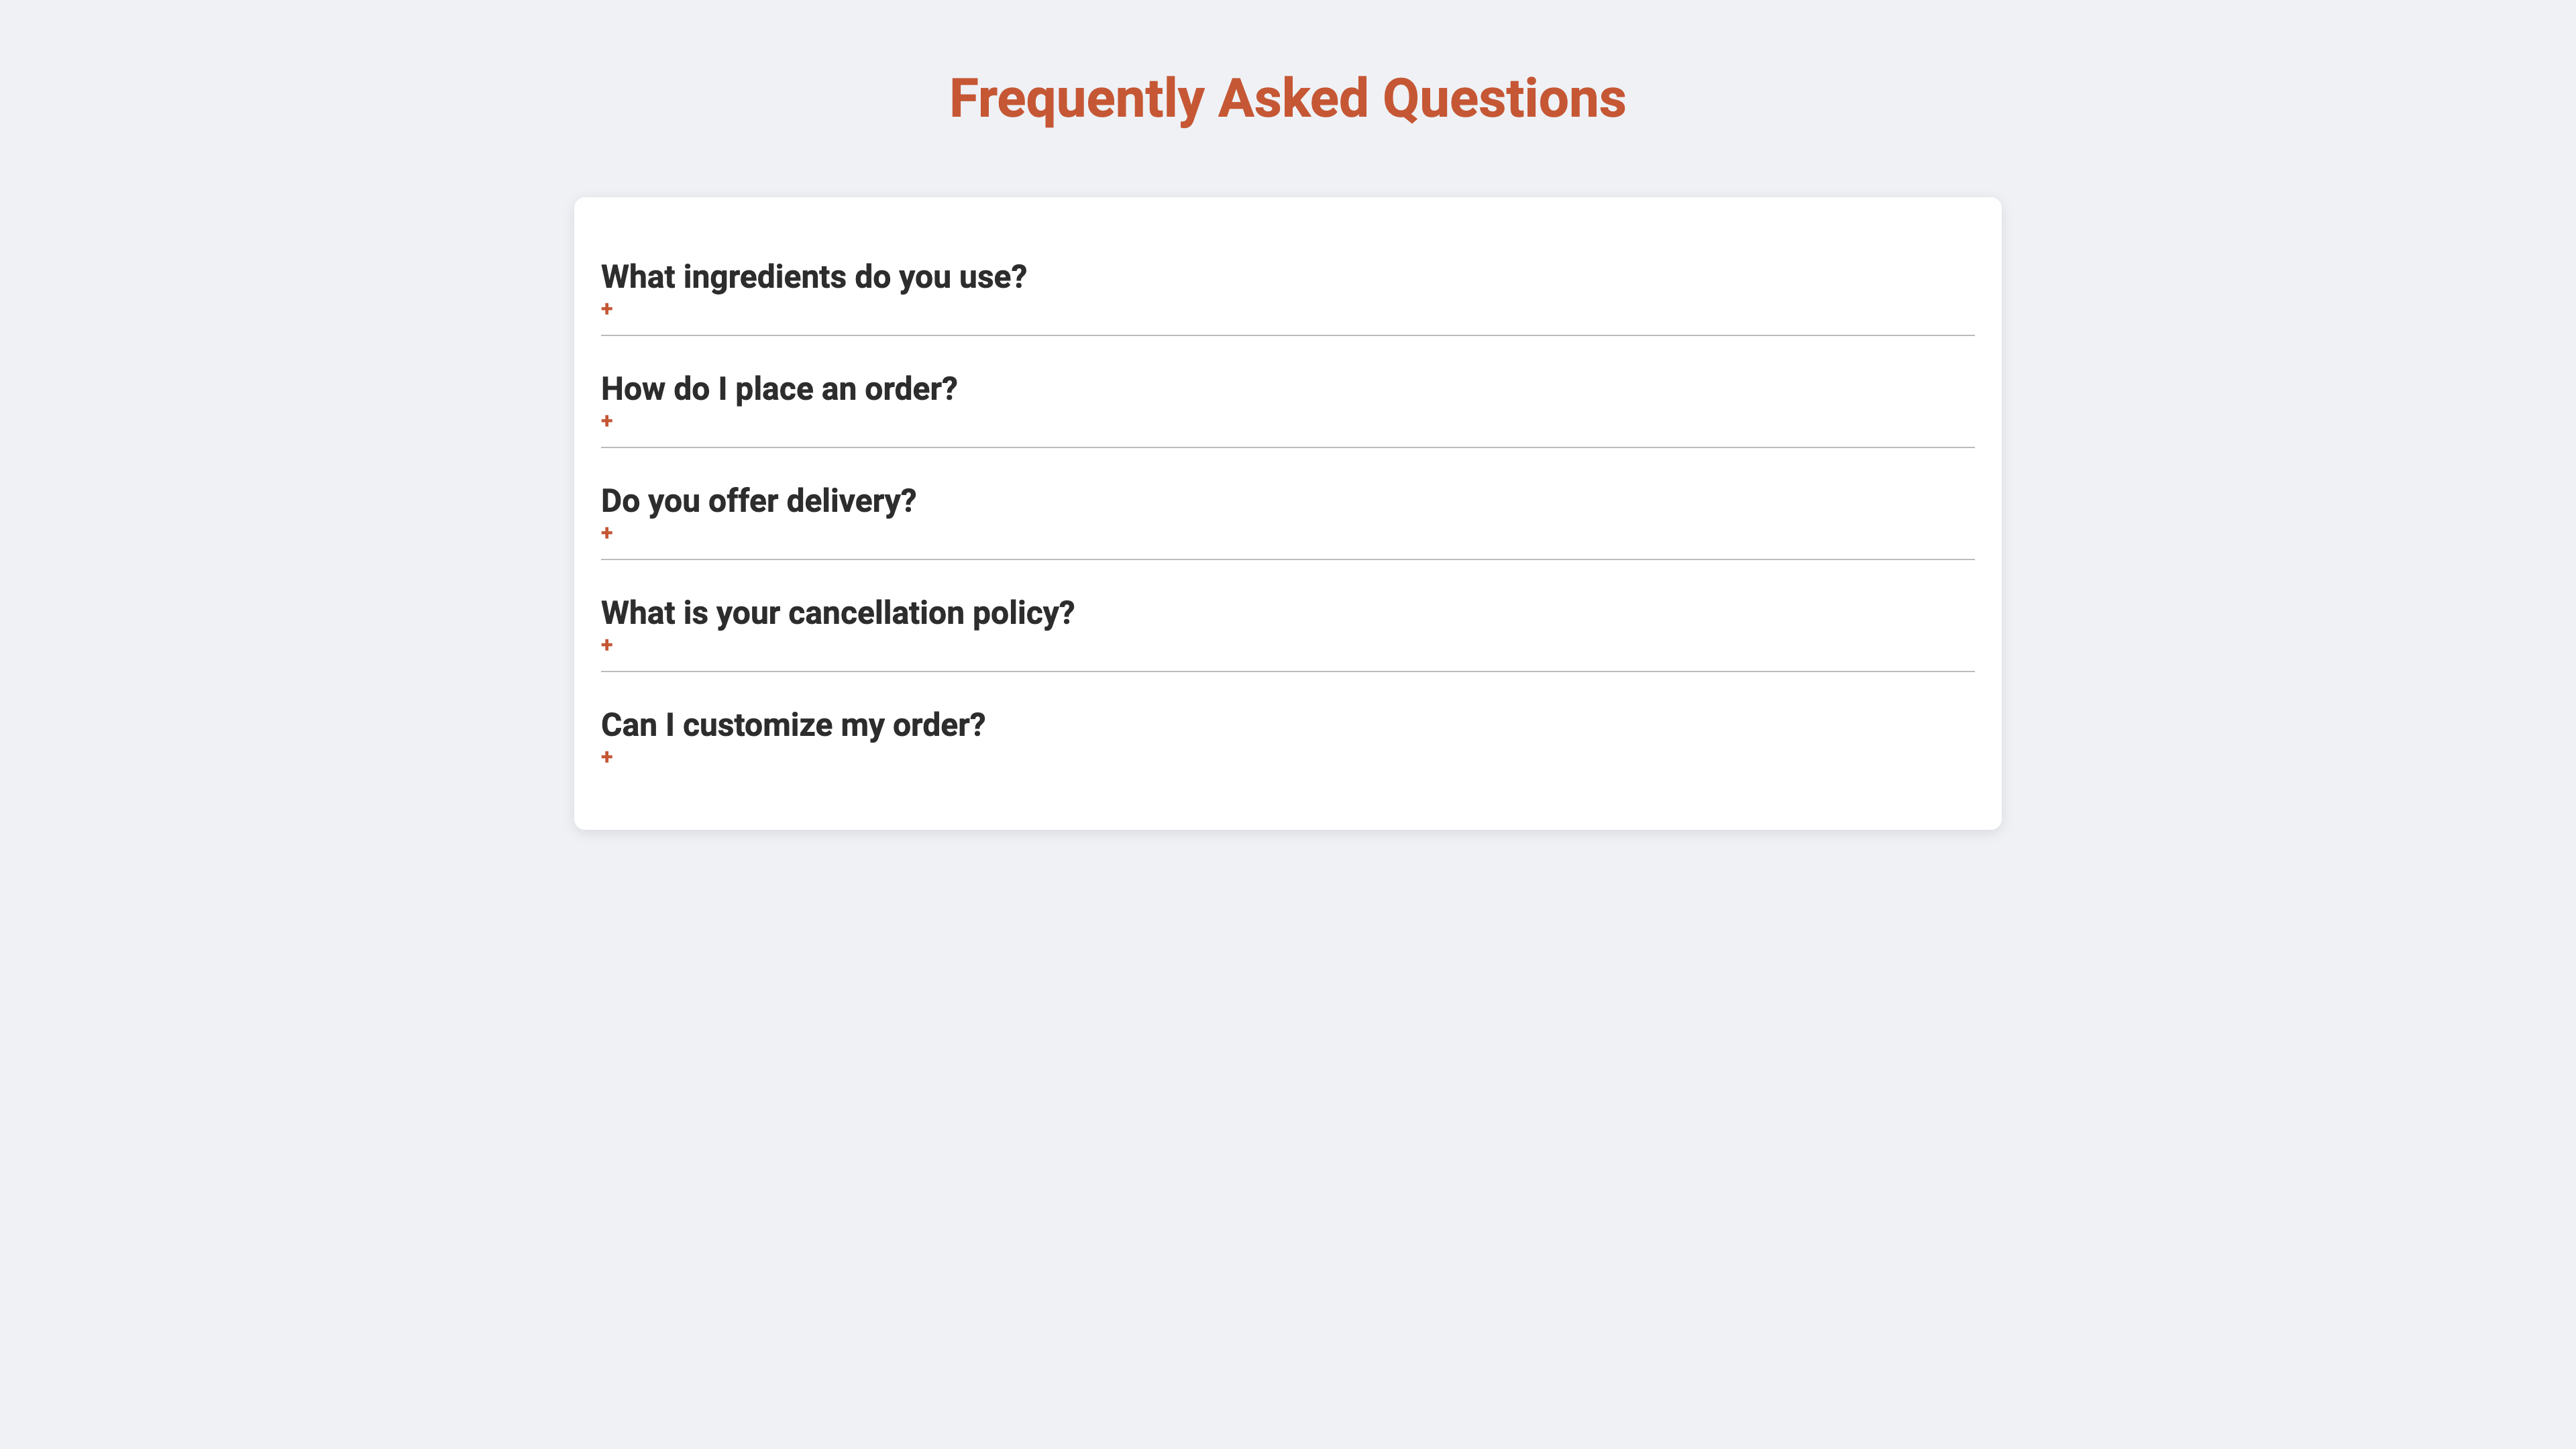 Frequently Asked Questions
What ingredients do you use?
+
How do I place an order?
+
Do you offer delivery?
+
What is your cancellation policy?
+
Can I customize my order?
+